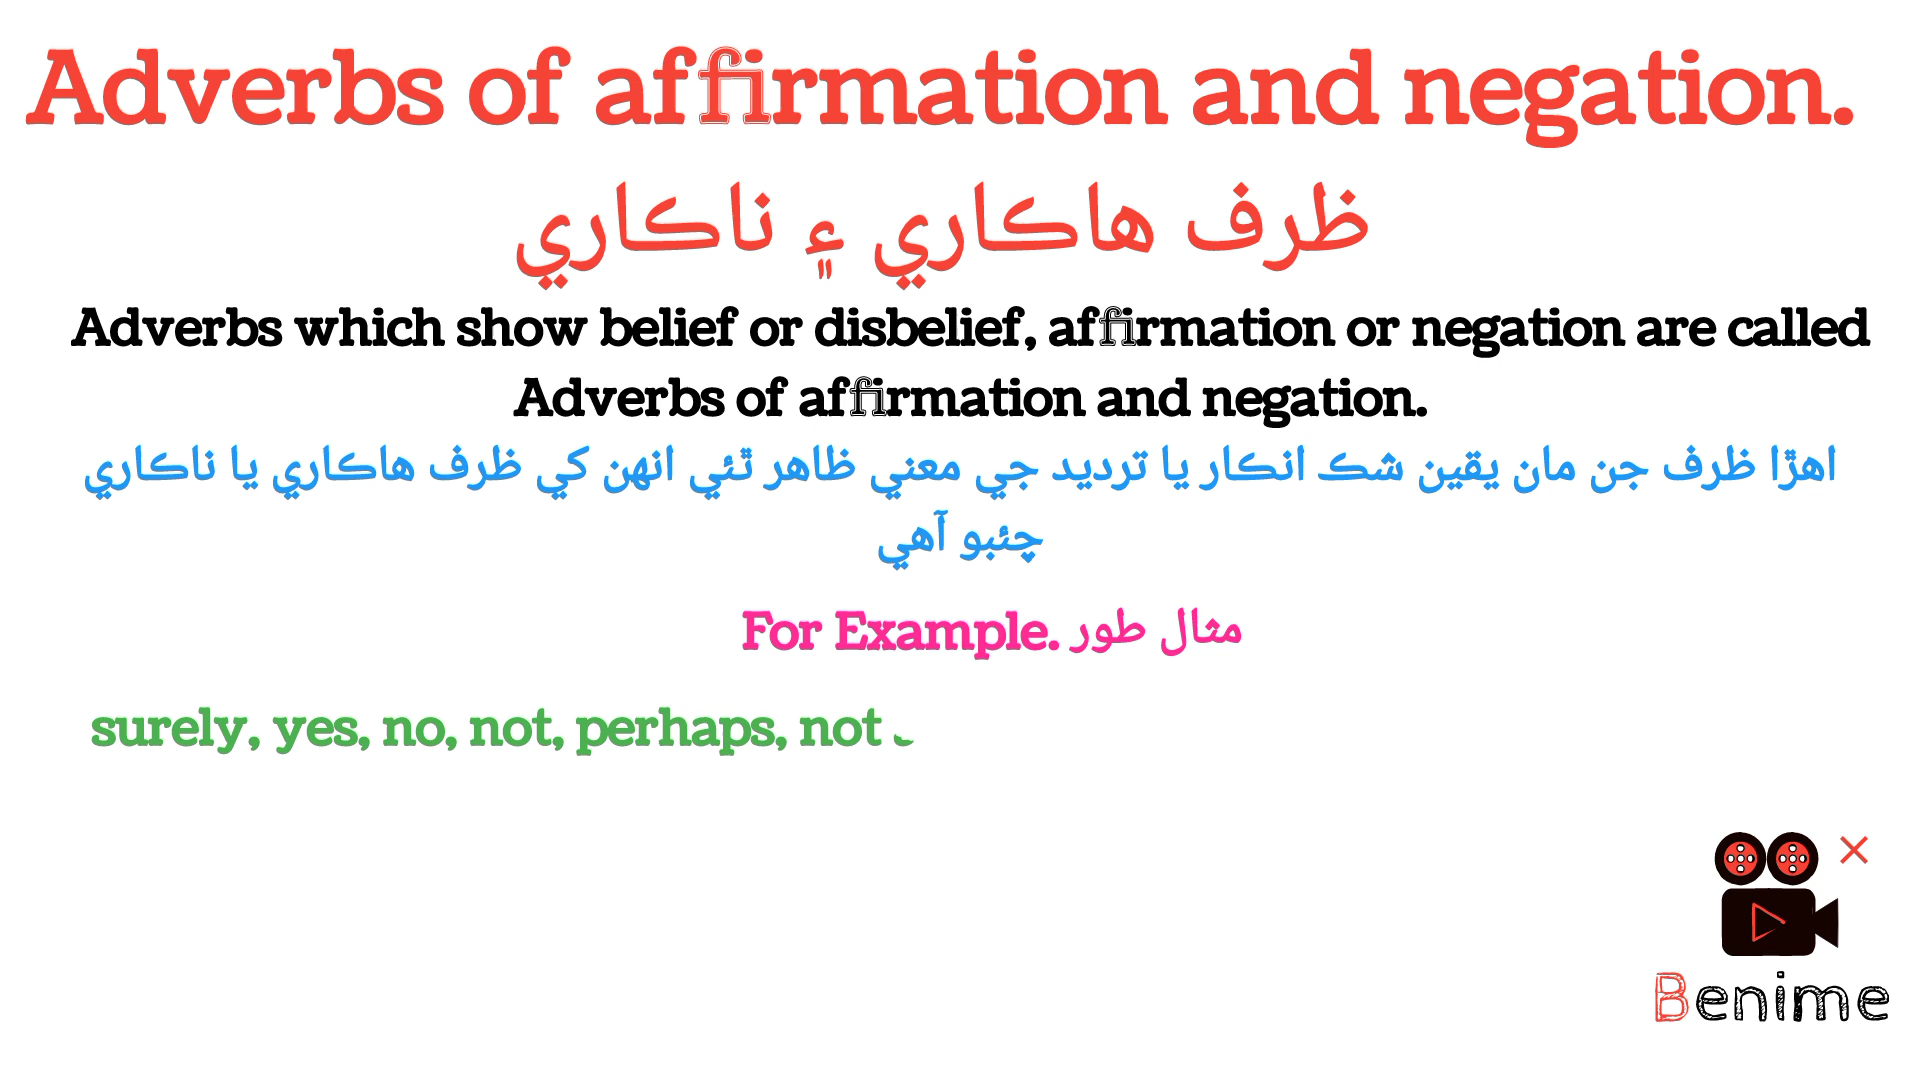 Adverbs of affirmation and negation.
ظرف هاڪاري ۽ ناڪاري
Adverbs which show belief or disbelief, affirmation or negation are called
Adverbs of affirmation and negation.
اهڙا ظرف جن مان يقين شڪ انڪار يا ترديد جي معني ظاهر ٿئي انهن کي ظرف هاڪاري يا ناڪاري
چئبو آهي
For Example. مثال طور
surely, yes, no, not, perhaps, not
Benime